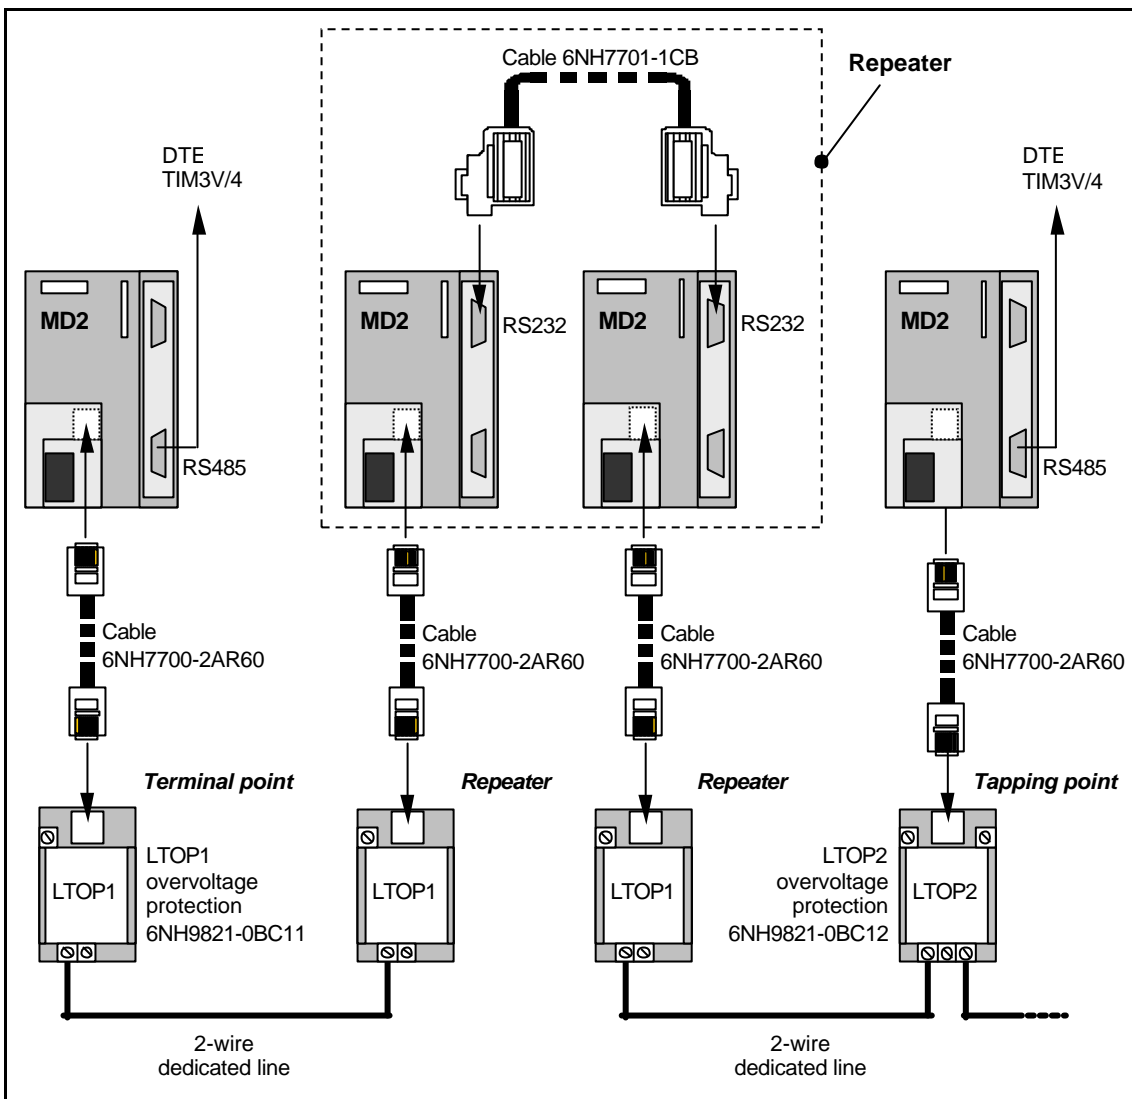 Cable 6NH7701-1CB
Repeater
DTE
TIM3V/4
DTE
TIM3V/4
MD2
MD2
RS232
MD2
RS232
MD2
RS485
RS485
Cable
6NH7700-2AR60
Cable
6NH7700-2AR60
Cable
6NH7700-2AR60
Cable
6NH7700-2AR60
Terminal point
Repeater
Repeater
Tapping point
LTOP1
LTOP1
overvoltage
protection
6NH9821-0BC11
LTOP1
LTOP1
LTOP2
overvoltage
protection
6NH9821-0BC12
LTOP2
2-wire
dedicated line
2-wire
dedicated line